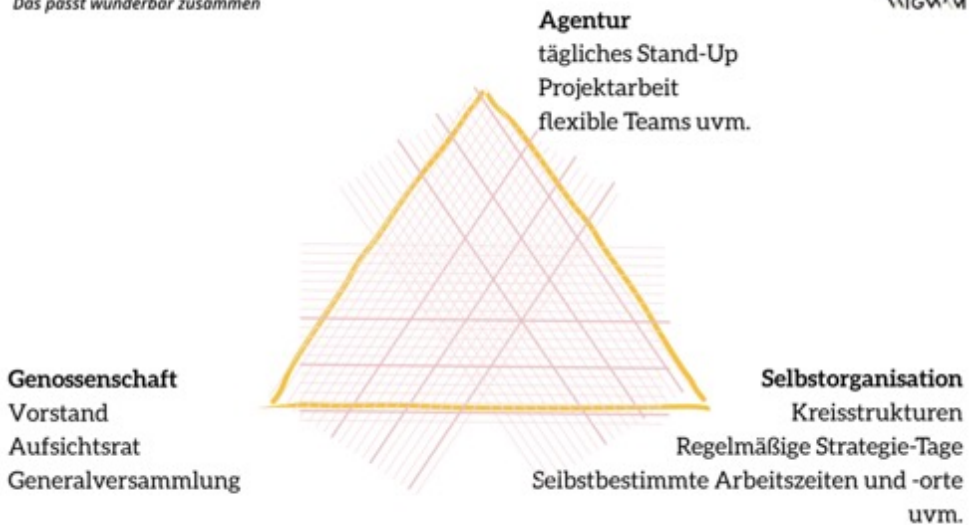 Das passt wunderbar zusammen
Agentur
tägliches Stand-Up
Projektarbeit
flexible Teams uvm.
Genossenschaft
Vorstand
Aufsichtsrat
Generalversammlung
Selbstorganisation
Kreisstrukturen
Regelmäßige Strategie-Tage
Selbstbestimmte Arbeitszeiten und -orte
uvm.